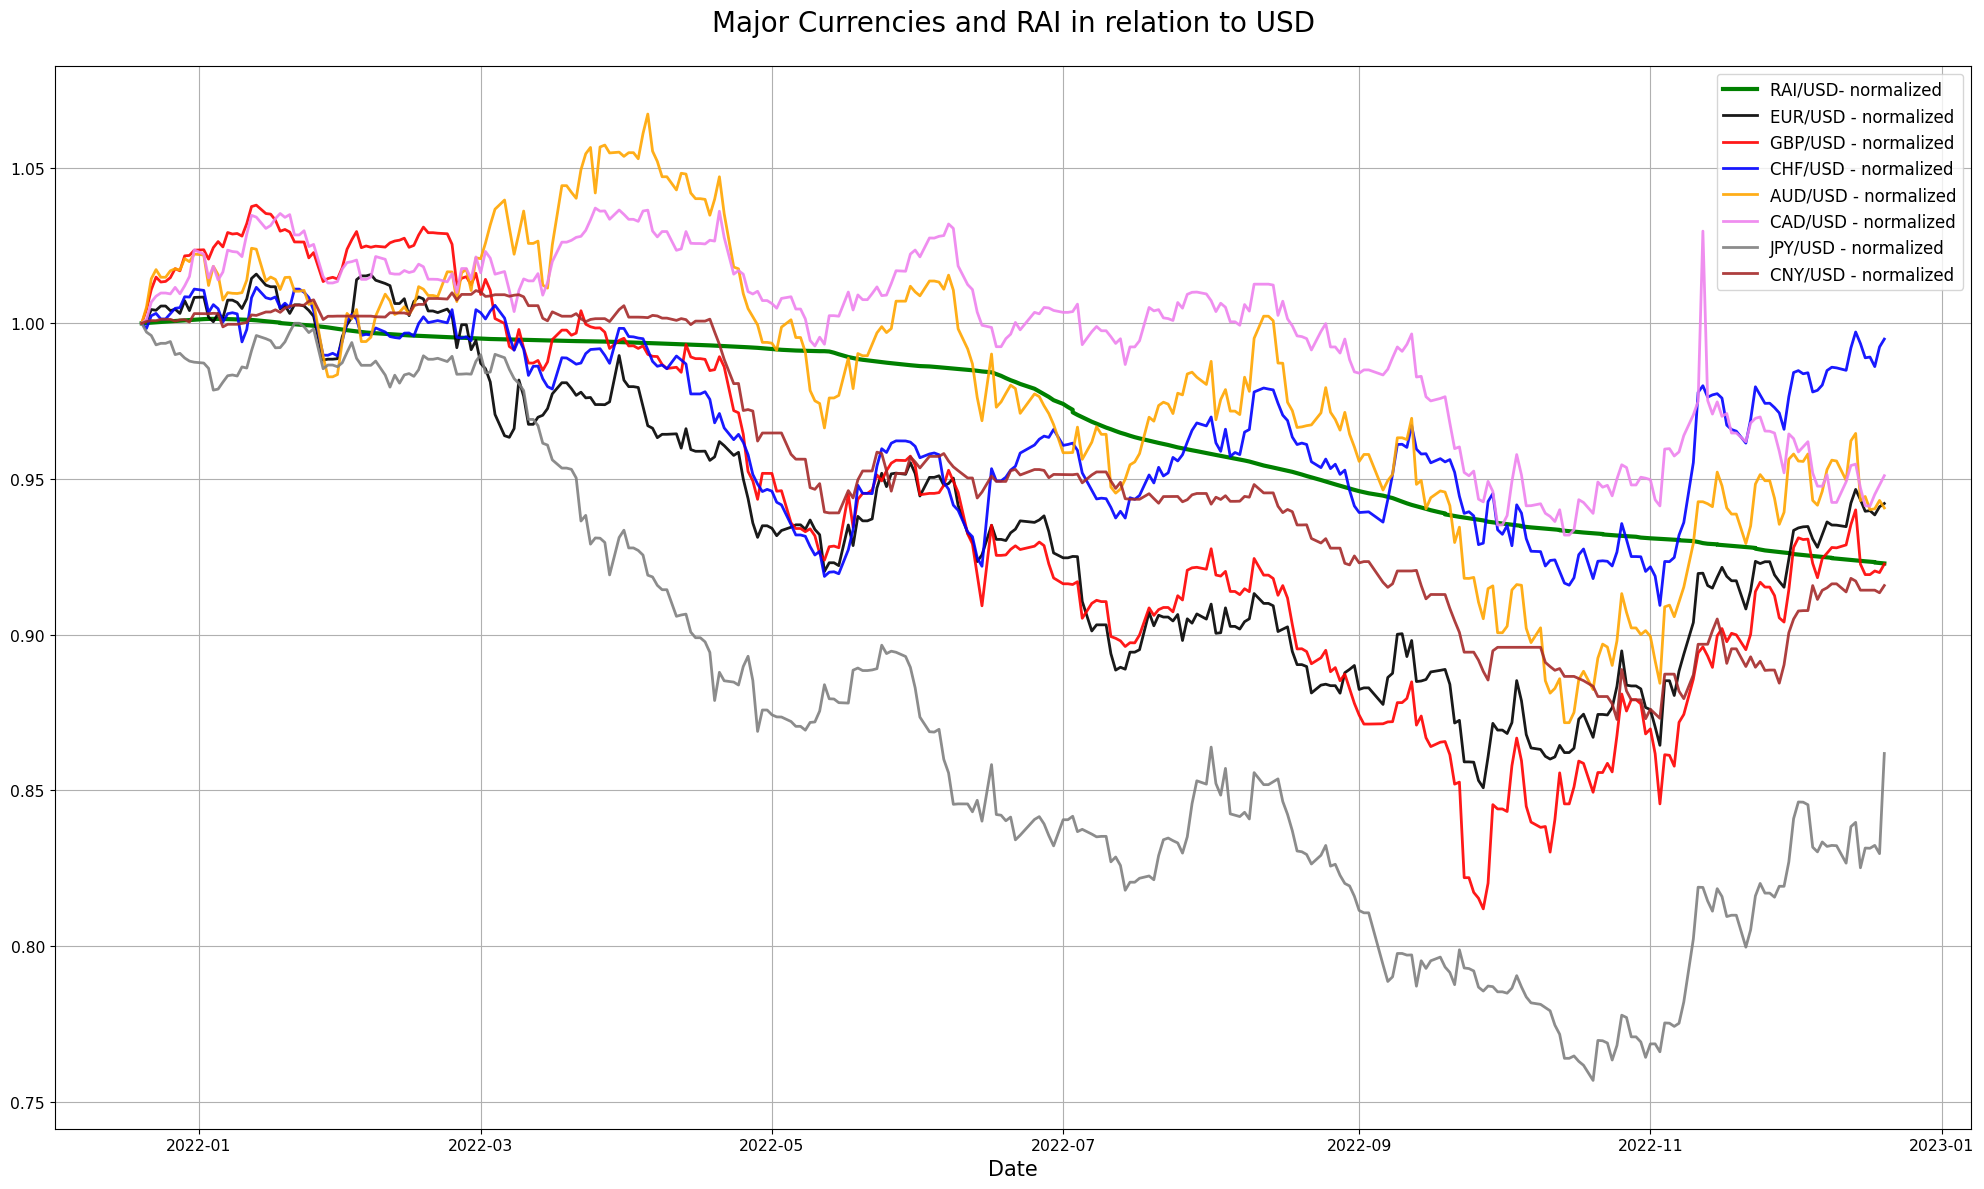 Major Currencies and RAI in relation to USD
RAI/USD- normalized
EUR/USD - normalized
GBP/USD - normalized
CHF/USD - normalized
AUD/USD - normalized
CAD/USD - normalized
JPY/USD - normalized
CNY/USD - normalized
1.05
1.00
0.95
0.90
0.85
0.80
0.75
2022-01 2022-03 2022-05 2022-07 2022-09 2022-11 2023-01
Date